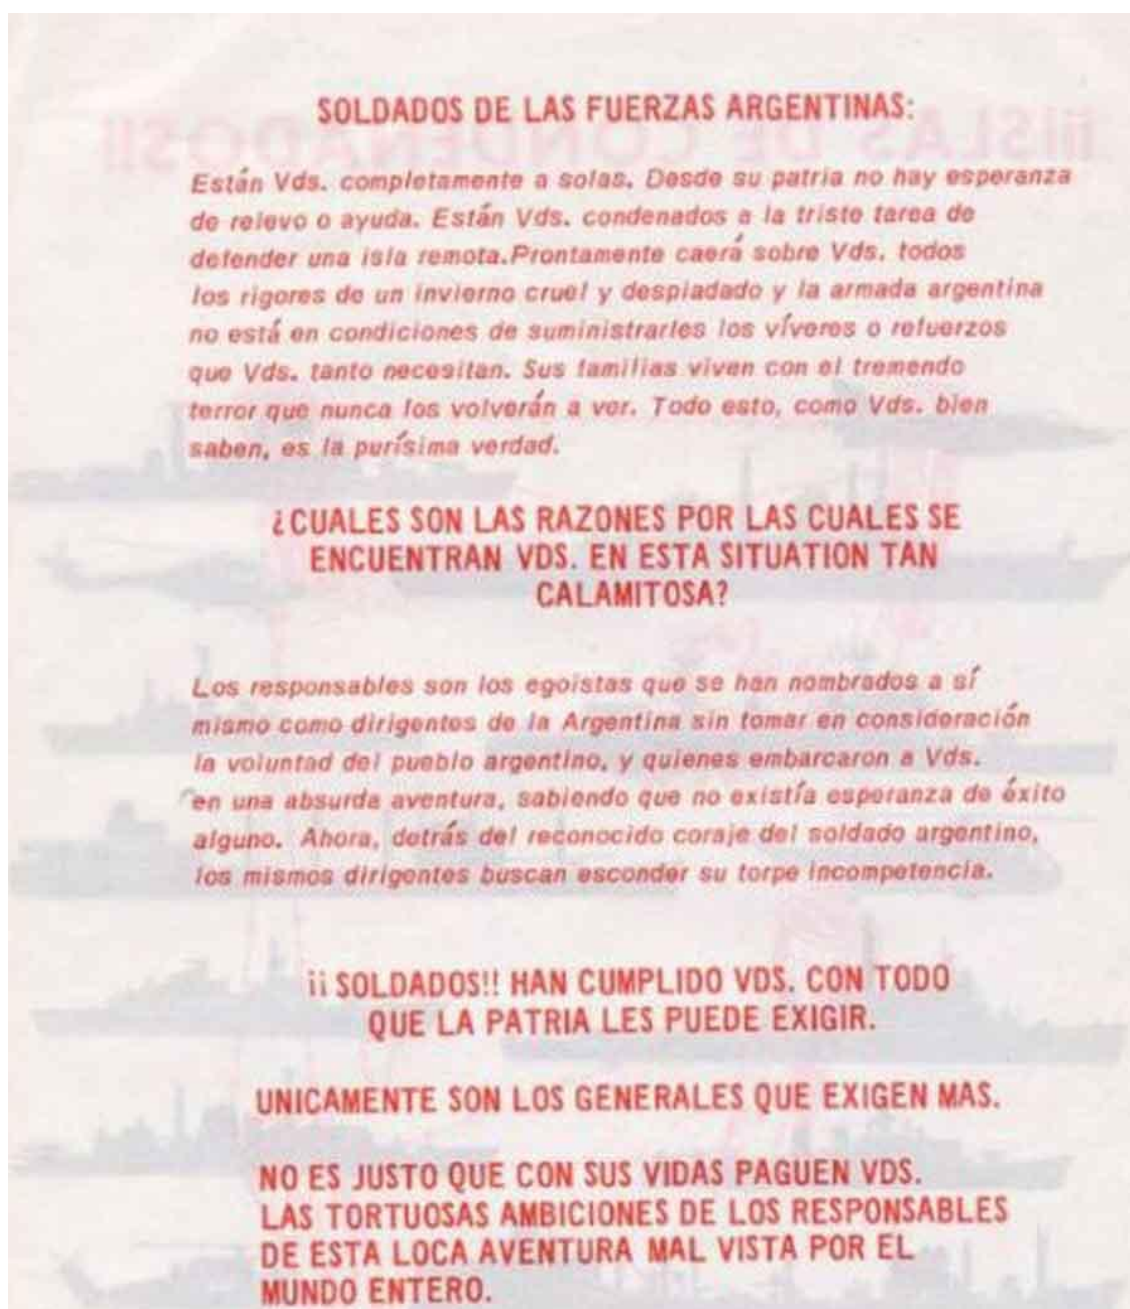 ¡¡ISLAS DE CONDENADOS!!
SOLDADOS DE LAS FUERZAS ARGENTINAS:
Están Vds. completamente a solas. Desde su patria no hay esperanza
de relevo o ayuda. Están Vds. condenados a la triste tarea de
defender una isla remota.Prontamente caerá sobre Vds. todos
los rigores de un invierno cruel y despiadado y la armada argentina
no está en condiciones de suministrarles los víveres o refuerzos
que Vds. tanto necesitan. Sus familias viven con el tremendo
terror que nunca los volverán a ver. Todo esto, como Vds. bien
saben, es la purísima verdad.
¿CUALES SON LAS RAZONES POR LAS CUALES SE
ENCUENTRAN VDS. EN ESTA SITUATION TAN
CALAMITOSA?
Los responsables son los egoistas que se han nombrados a sí
mismo como dirigentes de la Argentina sin tomar en consideración
la voluntad del pueblo argentino, y quienes embarcaron a Vds.
en una absurda aventura, sabiendo que no existía esperanza de éxito
alguno. Ahora, detrás del reconocido coraje del soldado argentino,
los mismos dirigentes buscan esconder su torpe incompetencia.
¡¡ SOLDADOS!! HAN CUMPLIDO VDS. CON TODO
QUE LA PATRIA LES PUEDE EXIGIR.
UNICAMENTE SON LOS GENERALES QUE EXIGEN MAS.
NO ES JUSTO QUE CON SUS VIDAS PAGUEN VDS.
LAS TORTUOSAS AMBICIONES DE LOS RESPONSABLES
DE ESTA LOCA AVENTURA MAL VISTA POR EL
MUNDO ENTERO.